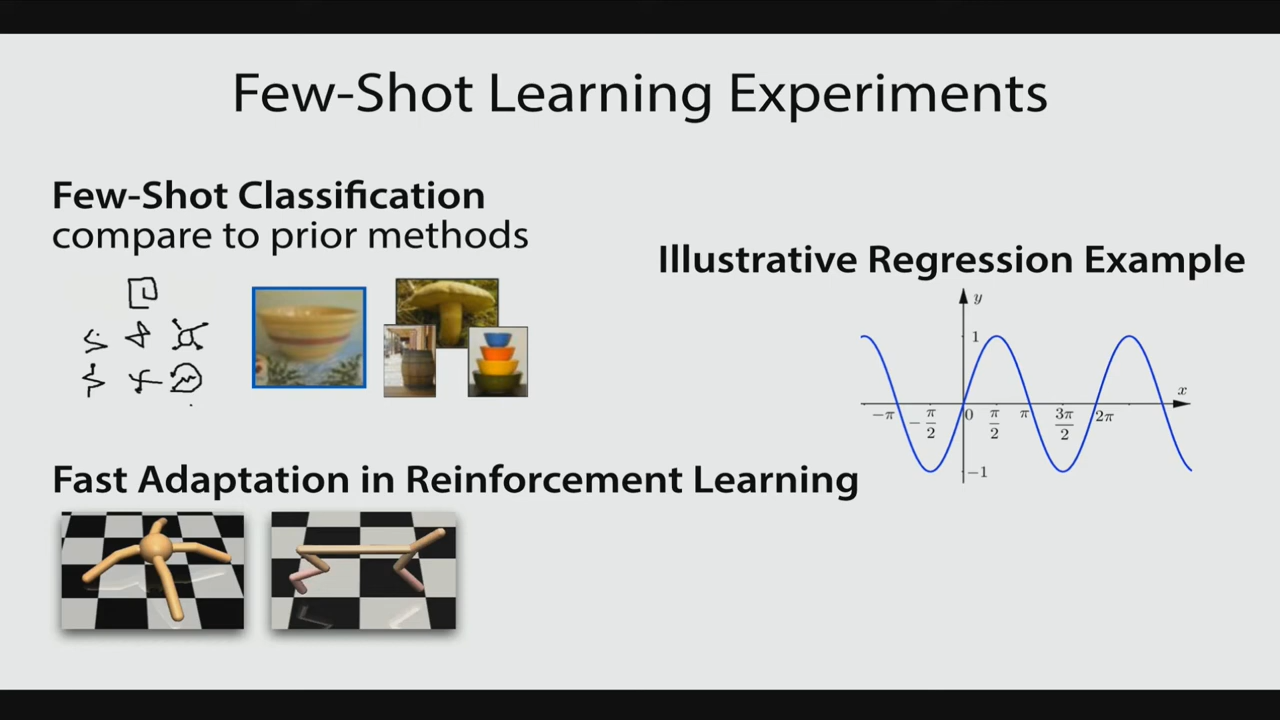 Few-Shot Learning Experiments
Few-Shot Classification
compare to prior methods
Illustrative Regression Example
y
1
x
−π
−π/2
0
π/2
π
3π/2
2π
−1
Fast Adaptation in Reinforcement Learning